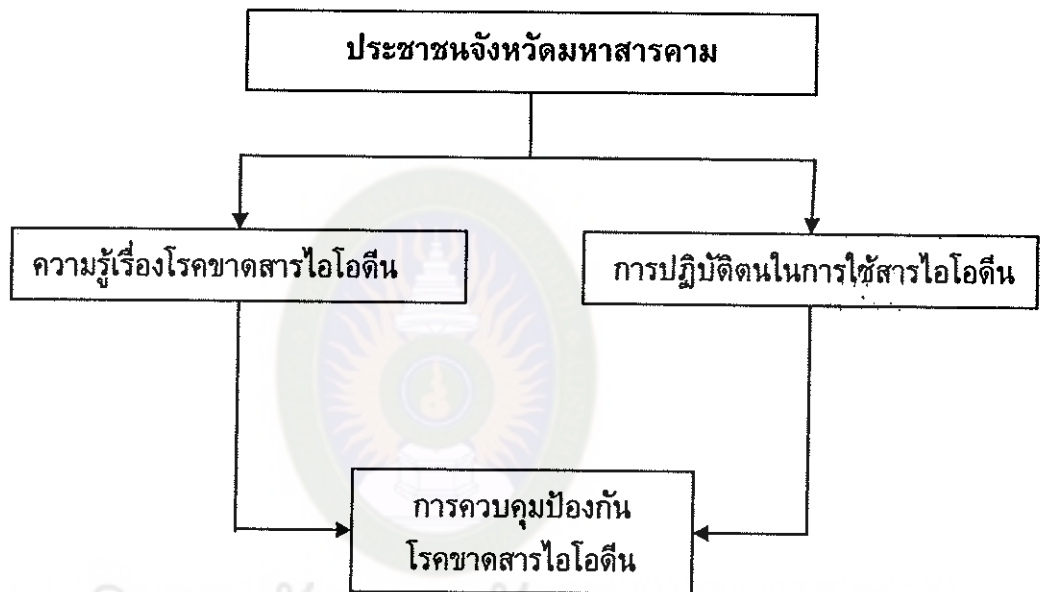 ประชาชนจังหวัดมหาสารคาม
ความรู้เรื่องโรคขาดสารไอโอดีน
การปฏิบัติตนในการใช้สารไอโอดีน
การควบคุมป้องกัน
โรคขาดสารไอโอดีน